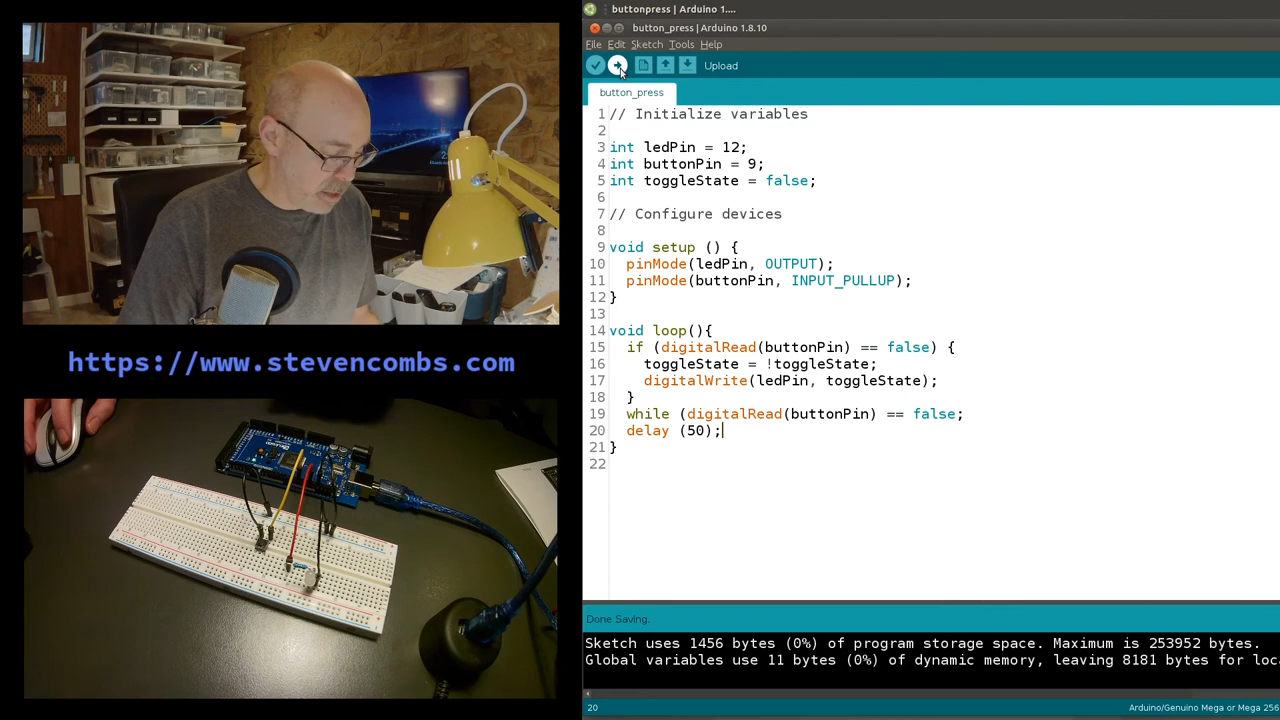 buttonpress | Arduino 1....
button_press | Arduino 1.8.10
File Edit Sketch Tools Help
Upload
button_press
1 // Initialize variables
2
3 int ledPin = 12;
4 int buttonPin = 9;
5 int toggleState = false;
6
7 // Configure devices
8
9 void setup () {
10 pinMode(ledPin, OUTPUT);
11 pinMode(buttonPin, INPUT_PULLUP);
12 }
13
14 void loop(){
15 if (digitalRead(buttonPin) == false) {
16 toggleState = !toggleState;
17 digitalWrite(ledPin, toggleState);
18 }
19 while (digitalRead(buttonPin) == false;
20 delay (50);
21 }
22
Done Saving.
Sketch uses 1456 bytes (0%) of program storage space. Maximum is 253952 bytes.
Global variables use 11 bytes (0%) of dynamic memory, leaving 8181 bytes for loc
20
Arduino/Genuino Mega or Mega 256
https://www.stevencombs.com